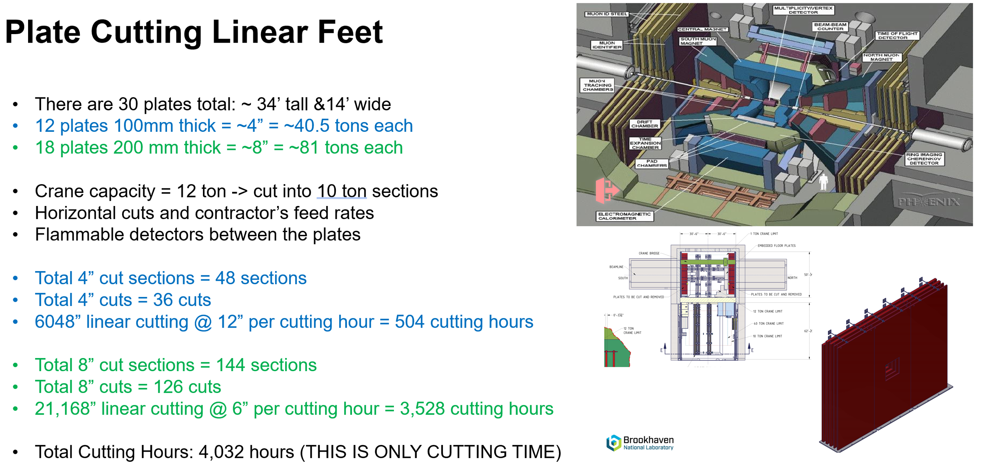 Plate Cutting Linear Feet
• There are 30 plates total: ~ 34’ tall &14’ wide
• 12 plates 100mm thick = ~4” = ~40.5 tons each
• 18 plates 200 mm thick = ~8” = ~81 tons each
• Crane capacity = 12 ton -> cut into 10 ton sections
• Horizontal cuts and contractor’s feed rates
• Flammable detectors between the plates
• Total 4” cut sections = 48 sections
• Total 4” cuts = 36 cuts
• 6048” linear cutting @ 12” per cutting hour = 504 cutting hours
• Total 8” cut sections = 144 sections
• Total 8” cuts = 126 cuts
• 21,168” linear cutting @ 6” per cutting hour = 3,528 cutting hours
• Total Cutting Hours: 4,032 hours (THIS IS ONLY CUTTING TIME)
MULTIPLICITY/VERTEX
DETECTOR
MUON ID STEEL
BEAM-BEAM
COUNTER
CENTRAL MAGNET
TIME OF FLIGHT
DETECTOR
SOUTH MUON
MAGNET
MUON
IDENTIFIER
NORTH MUON
MAGNET
MUON
TRACKING
CHAMBERS
DRIFT
CHAMBER
TIME
EXPANSION
CHAMBER
PAD
CHAMBERS
RING IMAGING
CHERENKOV
DETECTOR
PHENIX
ELECTROMAGNETIC
CALORIMETER
30'-6"
30'-6"
1 TON CRANE LIMIT
EMBEDDED FLOOR PLATES
CRANE BRIDGE
BEAMLINE
SOUTH
NORTH
PLATES TO BE CUT AND REMOVED
PLATES TO BE CUT AND REMOVED
12 TON CRANE LIMIT
40 TON CRANE LIMIT
10 TON CRANE LIMIT
12 TON
CRANE LIMIT
E
E
Brookhaven
National Laboratory